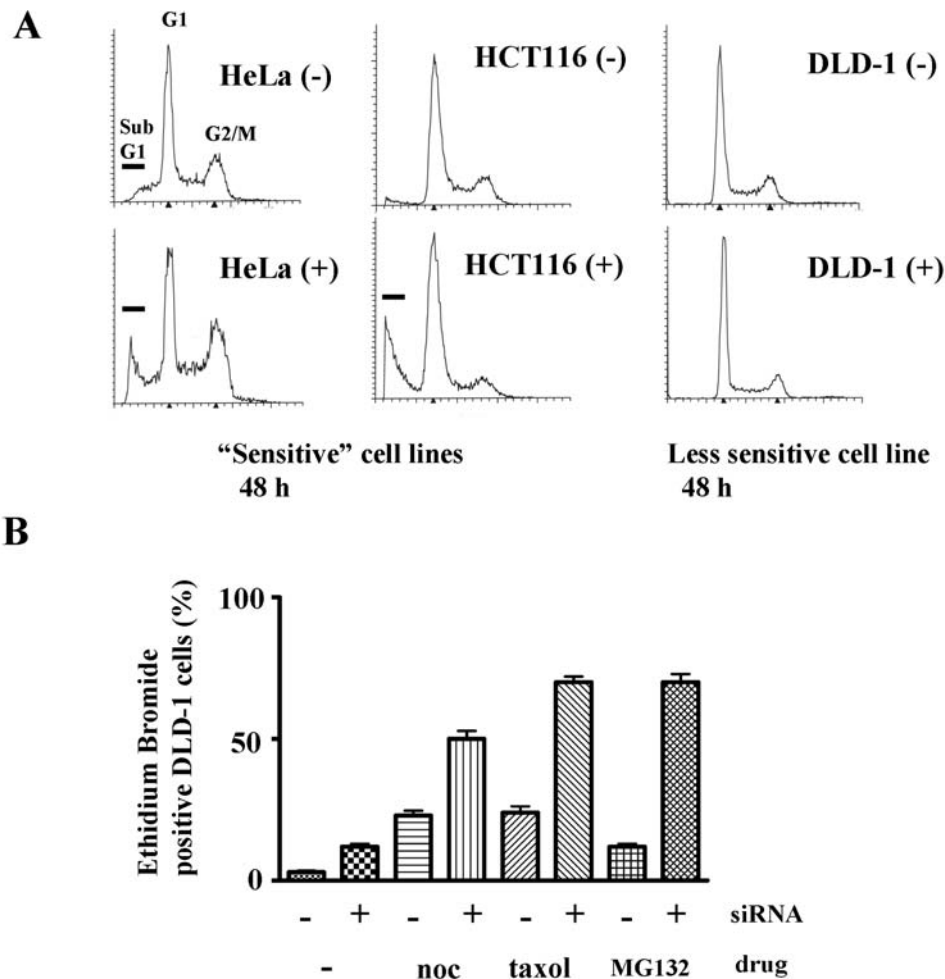 A
G1
HeLa (-)
Sub
G1
G2/M
HCT116 (-)
DLD-1 (-)
HeLa (+)
HCT116 (+)
DLD-1 (+)
“Sensitive” cell lines
48 h
Less sensitive cell line
48 h
B
Ethidium Bromide
positive DLD-1 cells (%)
100
50
0
- + - + - + - + siRNA
- noc taxol MG132 drug